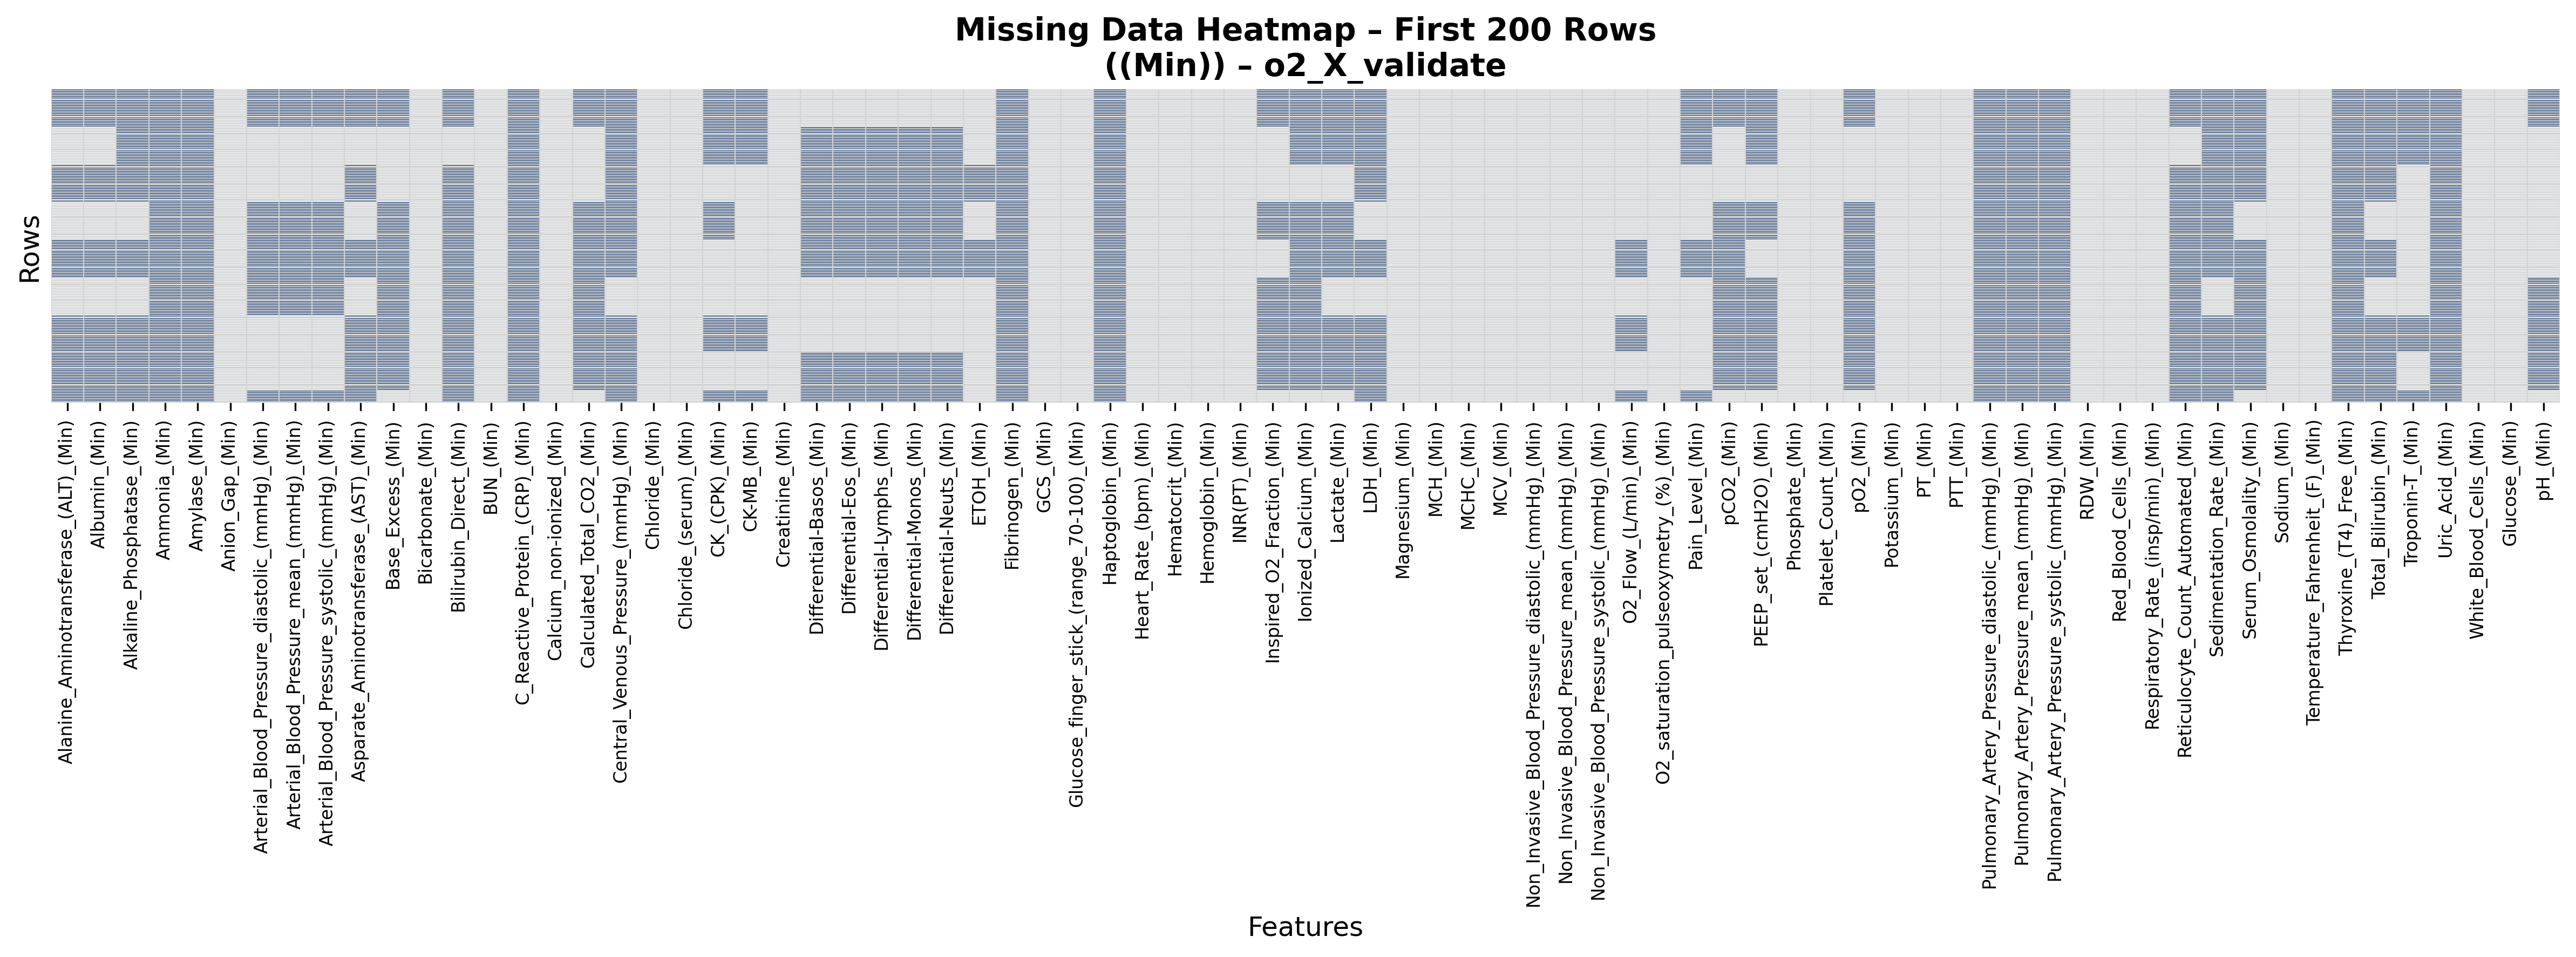 Missing Data Heatmap – First 200 Rows
((Min)) – o2_X_validate
Rows
Alanine_Aminotransferase_(ALT)_(Min)
Albumin_(Min)
Alkaline_Phosphatase_(Min)
Ammonia_(Min)
Amylase_(Min)
Anion_Gap_(Min)
Arterial_Blood_Pressure_diastolic_(mmHg)_(Min)
Arterial_Blood_Pressure_mean_(mmHg)_(Min)
Arterial_Blood_Pressure_systolic_(mmHg)_(Min)
Asparate_Aminotransferase_(AST)_(Min)
Base_Excess_(Min)
Bicarbonate_(Min)
Bilirubin_Direct_(Min)
BUN_(Min)
C_Reactive_Protein_(CRP)_(Min)
Calcium_non-ionized_(Min)
Calculated_Total_CO2_(Min)
Central_Venous_Pressure_(mmHg)_(Min)
Chloride_(Min)
Chloride_(serum)_(Min)
CK_(CPK)_(Min)
CK-MB_(Min)
Creatinine_(Min)
Differential-Basos_(Min)
Differential-Eos_(Min)
Differential-Lymphs_(Min)
Differential-Monos_(Min)
Differential-Neuts_(Min)
ETOH_(Min)
Fibrinogen_(Min)
GCS_(Min)
Glucose_finger_stick_(range_70-100)_(Min)
Haptoglobin_(Min)
Heart_Rate_(bpm)_(Min)
Hematocrit_(Min)
Hemoglobin_(Min)
INR(PT)_(Min)
Inspired_O2_Fraction_(Min)
Ionized_Calcium_(Min)
Lactate_(Min)
LDH_(Min)
Magnesium_(Min)
MCH_(Min)
MCHC_(Min)
MCV_(Min)
Non_Invasive_Blood_Pressure_diastolic_(mmHg)_(Min)
Non_Invasive_Blood_Pressure_mean_(mmHg)_(Min)
Non_Invasive_Blood_Pressure_systolic_(mmHg)_(Min)
O2_Flow_(L/min)_(Min)
O2_saturation_pulseoxymetry_(%)_(Min)
Pain_Level_(Min)
pCO2_(Min)
PEEP_set_(cmH2O)_(Min)
Phosphate_(Min)
Platelet_Count_(Min)
pO2_(Min)
Potassium_(Min)
PT_(Min)
PTT_(Min)
Pulmonary_Artery_Pressure_diastolic_(mmHg)_(Min)
Pulmonary_Artery_Pressure_mean_(mmHg)_(Min)
Pulmonary_Artery_Pressure_systolic_(mmHg)_(Min)
RDW_(Min)
Red_Blood_Cells_(Min)
Respiratory_Rate_(insp/min)_(Min)
Reticulocyte_Count_Automated_(Min)
Sedimentation_Rate_(Min)
Serum_Osmolality_(Min)
Sodium_(Min)
Temperature_Fahrenheit_(F)_(Min)
Thyroxine_(T4)_Free_(Min)
Total_Bilirubin_(Min)
Troponin-T_(Min)
Uric_Acid_(Min)
White_Blood_Cells_(Min)
Glucose_(Min)
pH_(Min)
Features